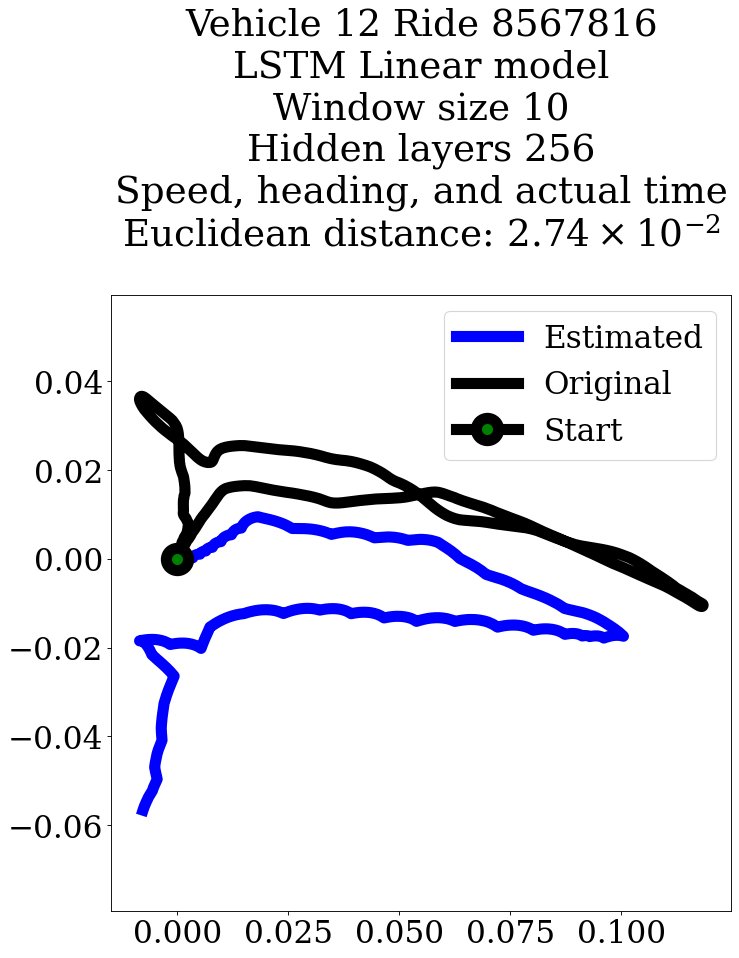 Vehicle 12 Ride 8567816
LSTM Linear model
Window size 10
Hidden layers 256
Speed, heading, and actual time
Euclidean distance: 2.74 × 10⁻²
Estimated
Original
Start
0.04
0.02
0.00
−0.02
−0.04
−0.06
0.000 0.025 0.050 0.075 0.100